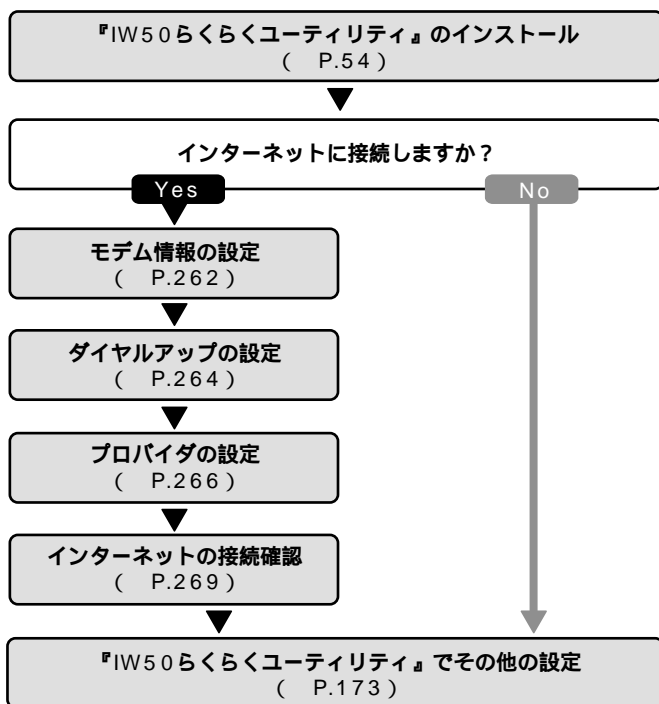 『IW50らくらくユーティリティ』のインストール
( P.54)
インターネットに接続しますか？
Yes
No
モデム情報の設定
( P.262)
ダイヤルアップの設定
( P.264)
プロバイダの設定
( P.266)
インターネットの接続確認
( P.269)
『IW50らくらくユーティリティ』でその他の設定
( P.173)